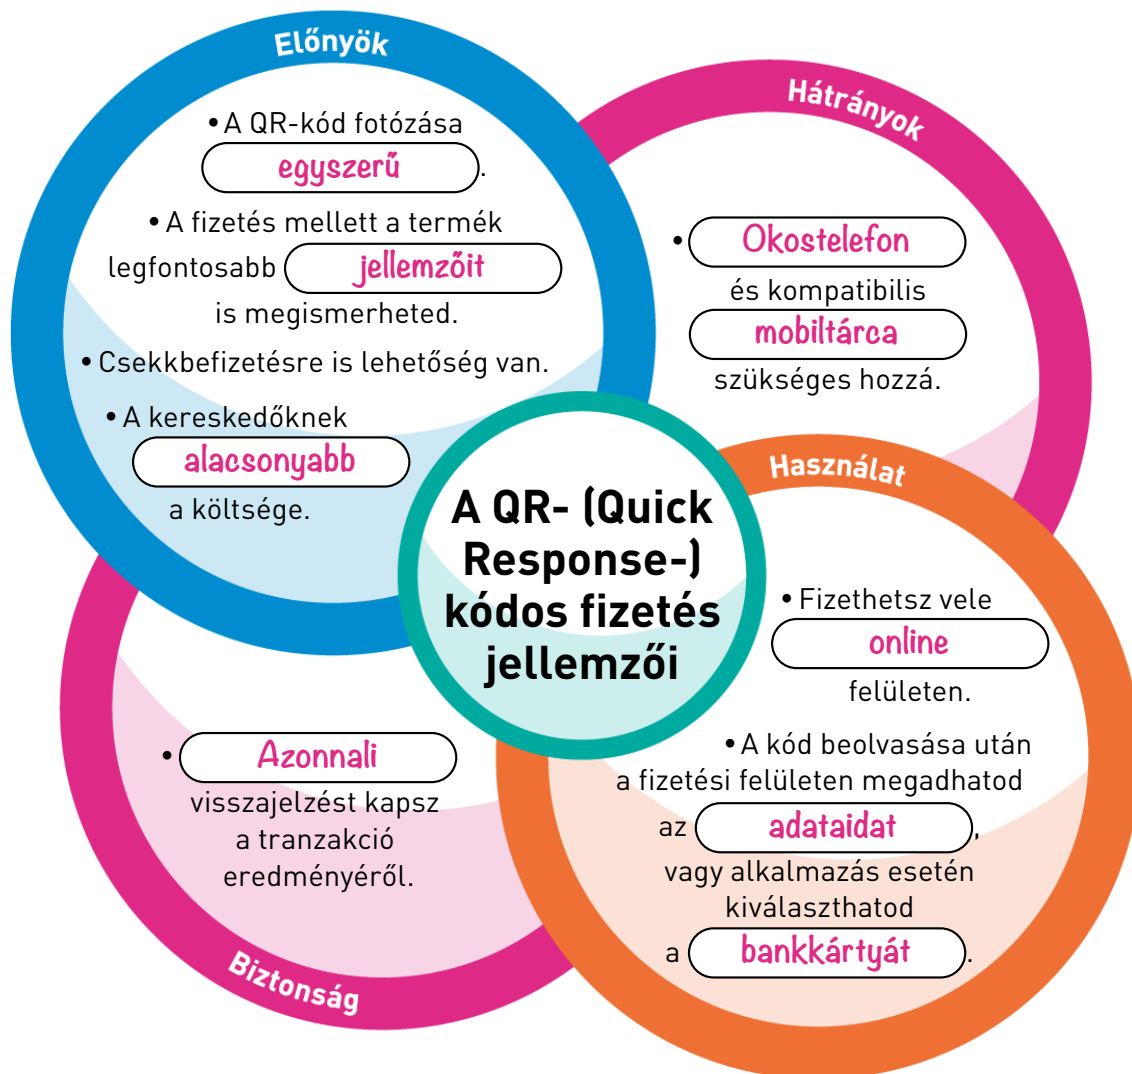 Előnyök
• A QR-kód fotózása
egyszerű.
• A fizetés mellett a termék
legfontosabb jellemzőit
is megismerheted.
• Csekkbefizetésre is lehetőség van.
• A kereskedőknek
alacsonyabb
a költsége.
Hátrányok
• Okostelefon
és kompatibilis
mobiltárca
szükséges hozzá.
A QR- (Quick
Response-)
kódos fizetés
jellemzői
Használat
• Fizethetsz vele
online
felületen.
• A kód beolvasása után
a fizetési felületen megadhatod
az adataidat,
vagy alkalmazás esetén
kiválaszthatod
a bankkártyát.
• Azonnali
visszajelzést kapsz
a tranzakció
eredményéről.
Biztonság